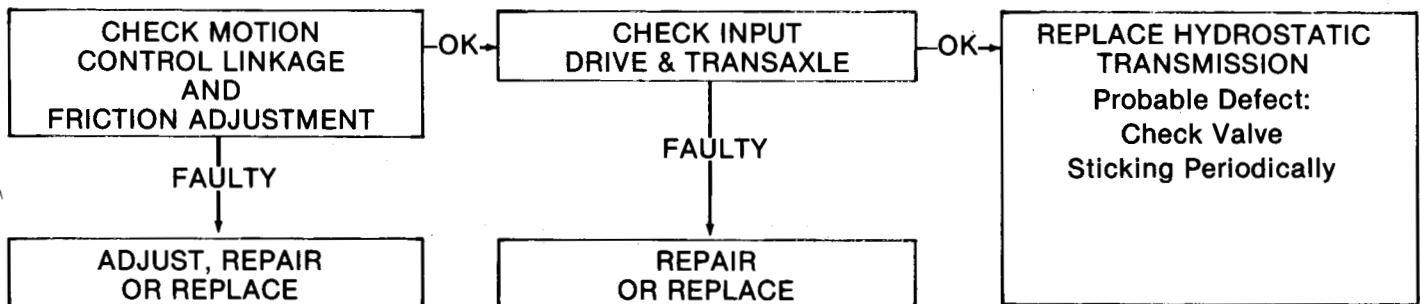 CHECK MOTION
CONTROL LINKAGE
AND
FRICTION ADJUSTMENT
OK
CHECK INPUT
DRIVE & TRANSAXLE
OK
REPLACE HYDROSTATIC
TRANSMISSION
Probable Defect:
Check Valve
Sticking Periodically
FAULTY
FAULTY
ADJUST, REPAIR
OR REPLACE
REPAIR
OR REPLACE